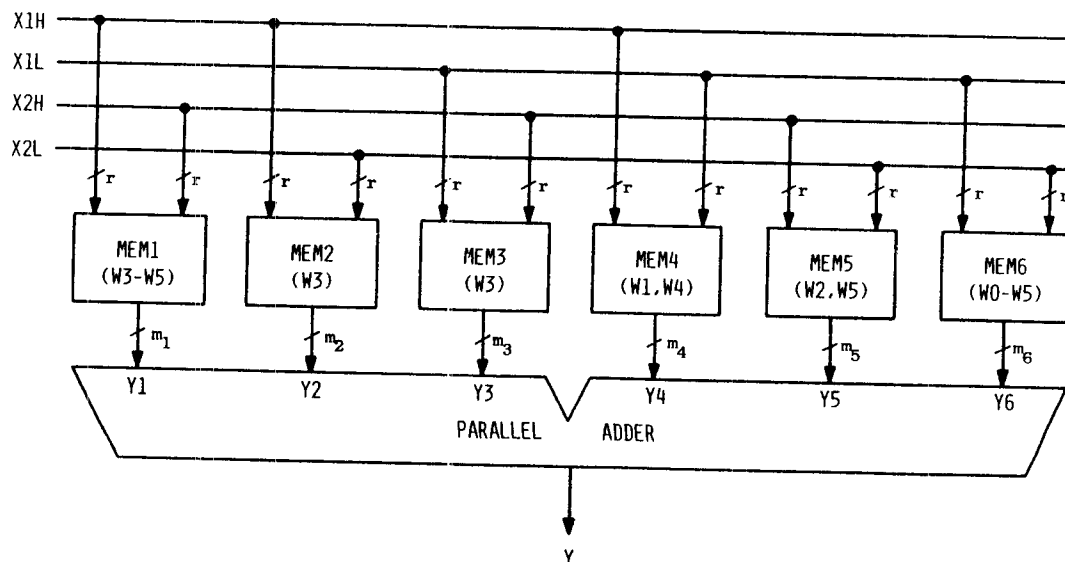 X1H
X1L
X2H
X2L
r r r r r r r r r r r r
MEM1 MEM2 MEM3 MEM4 MEM5 MEM6
(W3-W5) (W3) (W3) (W1,W4) (W2,W5) (W0-W5)
m1 m2 m3 m4 m5 m6
Y1 Y2 Y3 Y4 Y5 Y6
PARALLEL ADDER
Y